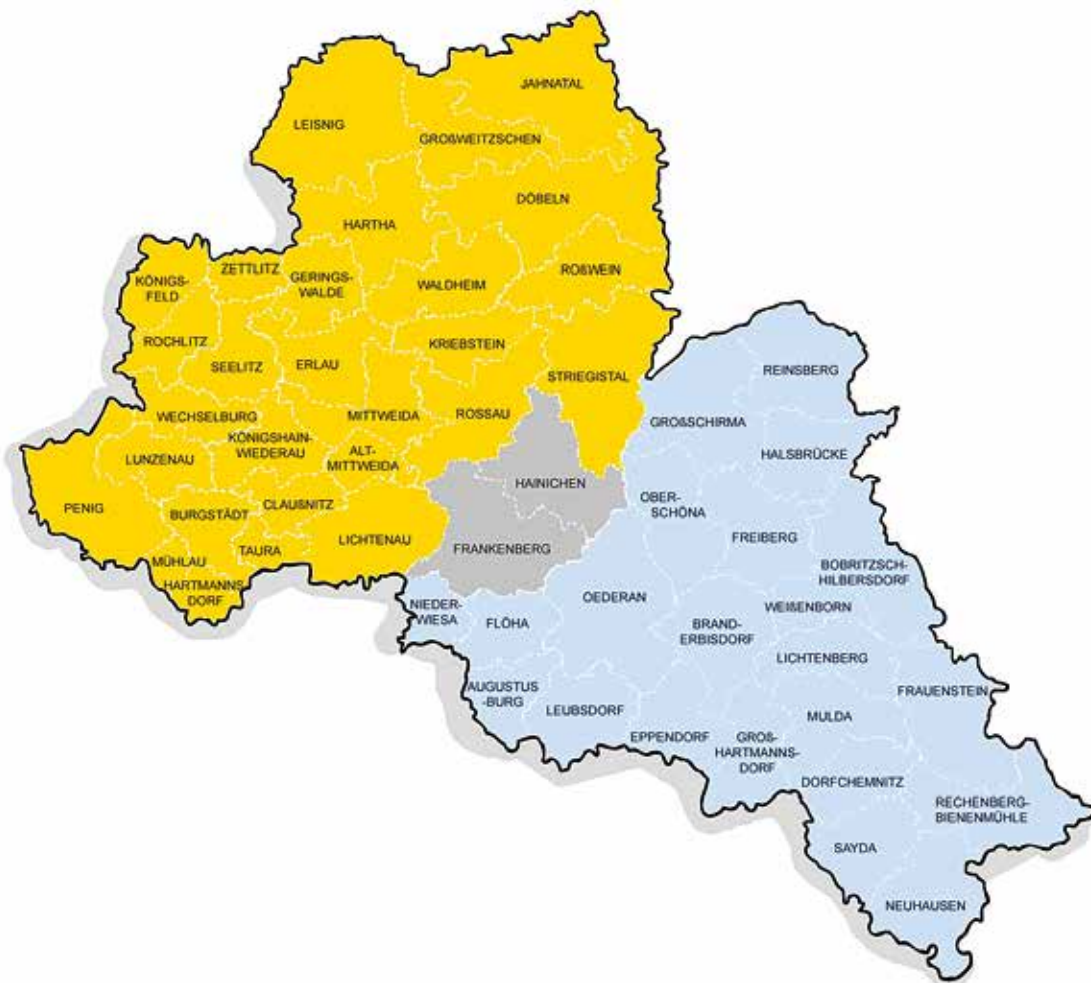 JAHNATAL
LEISNIG
GROßWEITZSCHEN
DÖBELN
HARTHA
ZETTLITZ
ROßWEIN
KÖNIGS-
FELD
GERINGS-
WALDE
WALDHEIM
ROCHLITZ
KRIEBSTEIN
SEELITZ
ERLAU
REINSBERG
STRIEGISTAL
WECHSELBURG
MITTWEIDA
ROSSAU
GROßSCHIRMA
KÖNIGSHAIN-
WIEDERAU
LUNZENAU
ALT-
MITTWEIDA
HALSBRÜCKE
HAINICHEN
OBER-
SCHÖNA
PENIG
BURGSTÄDT
CLAUßNITZ
LICHTENAU
FREIBERG
TAURA
FRANKENBERG
MÜHLAU
HARTMANNS
DORF
BOBRITZSCH-
HILBERSDORF
OEDERAN
NIEDER-
WIESA
FLÖHA
WEIßENBORN
BRAND-
ERBISDORF
LICHTENBERG
AUGUSTUS
-BURG
FRAUENSTEIN
LEUBSDORF
MULDA
EPPENDORF
GROß-
HARTMANNS-
DORF
DORFCHEMNITZ
RECHENBERG-
BIENENMÜHLE
SAYDA
NEUHAUSEN